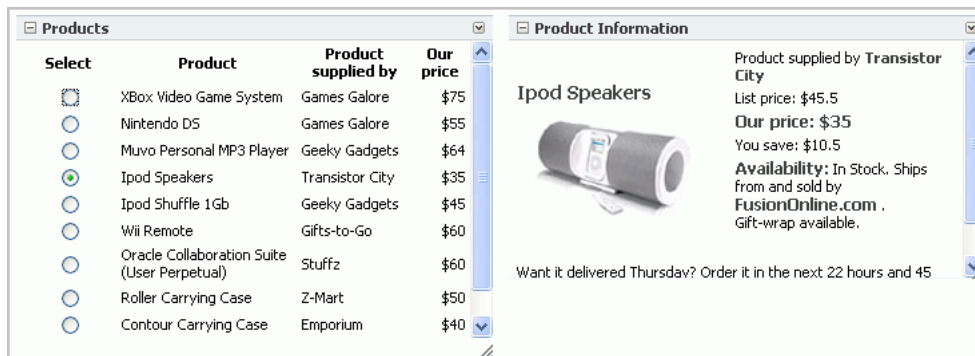 Products
Select Product Product supplied by Our price
XBox Video Game System Games Galore $75
Nintendo DS Games Galore $55
Muvo Personal MP3 Player Geeky Gadgets $64
Ipod Speakers Transistor City $35
Ipod Shuffle 1Gb Geeky Gadgets $45
Wii Remote Gifts-to-Go $60
Oracle Collaboration Suite
(User Perpetual) Stuffz $60
Roller Carrying Case Z-Mart $50
Contour Carrying Case Emporium $40
Product Information
Ipod Speakers
Product supplied by Transistor
City
List price: $45.5
Our price: $35
You save: $10.5
Availability: In Stock. Ships
from and sold by
FusionOnline.com .
Gift-wrap available.
Want it delivered Thursday? Order it in the next 22 hours and 45